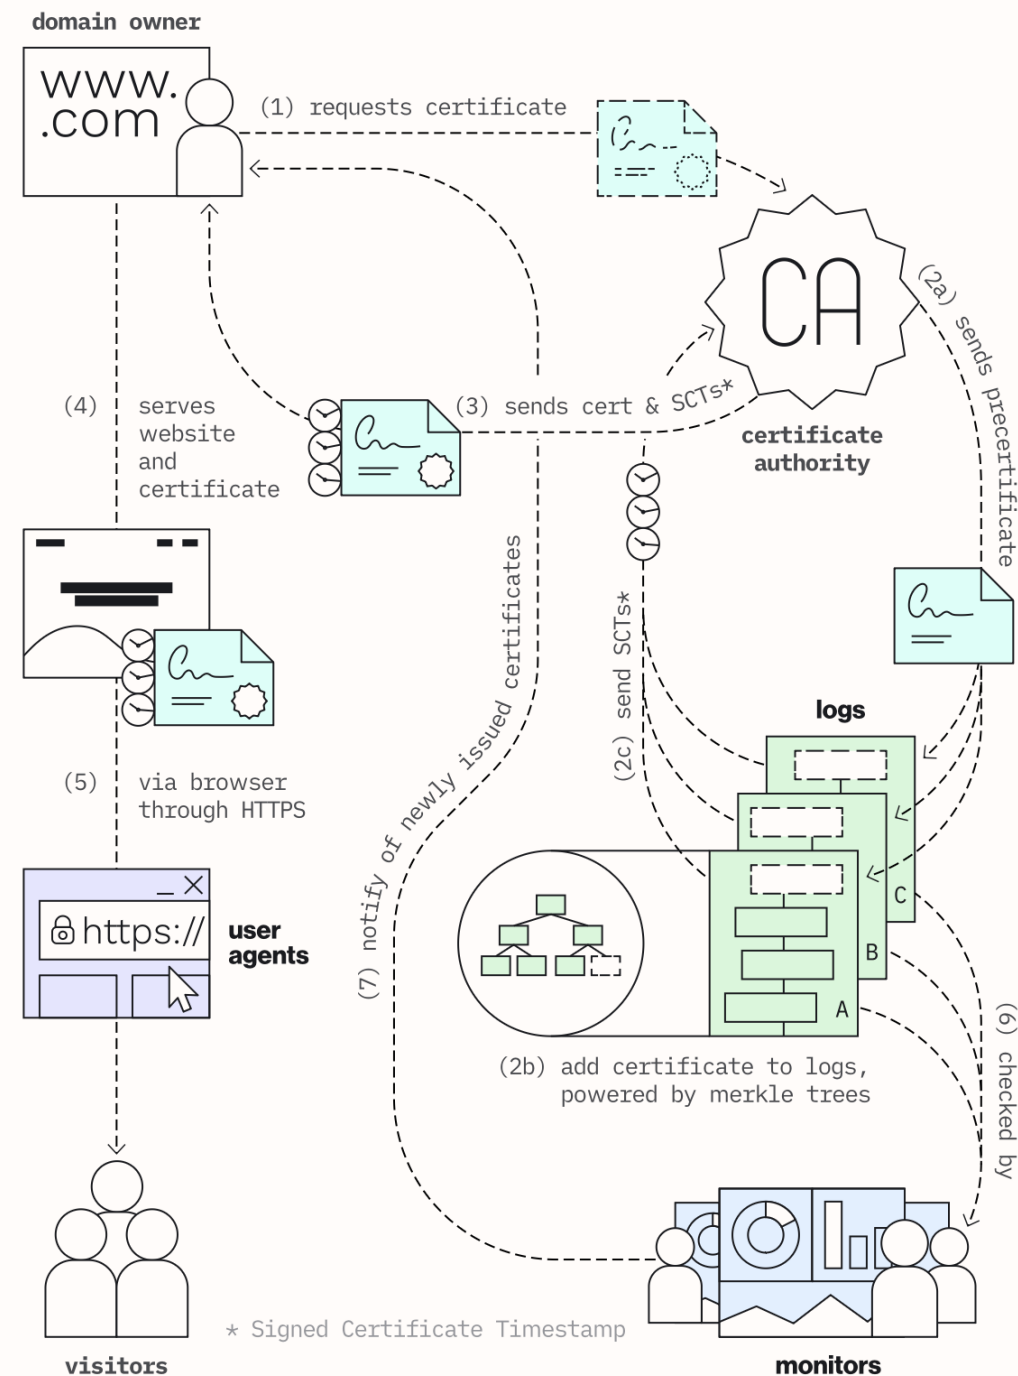 domain owner
www.
.com
(1) requests certificate
CA
(2a) sends precertificate
(3) sends cert & SCTs*
certificate
authority
(4) serves
website
and
certificate
(2c) send SCTs*
(7) notify of newly issued certificates
logs
(5) via browser
through HTTPS
https://
user
agents
C
B
A
(2b) add certificate to logs,
powered by merkle trees
(6) checked by
* Signed Certificate Timestamp
visitors
monitors